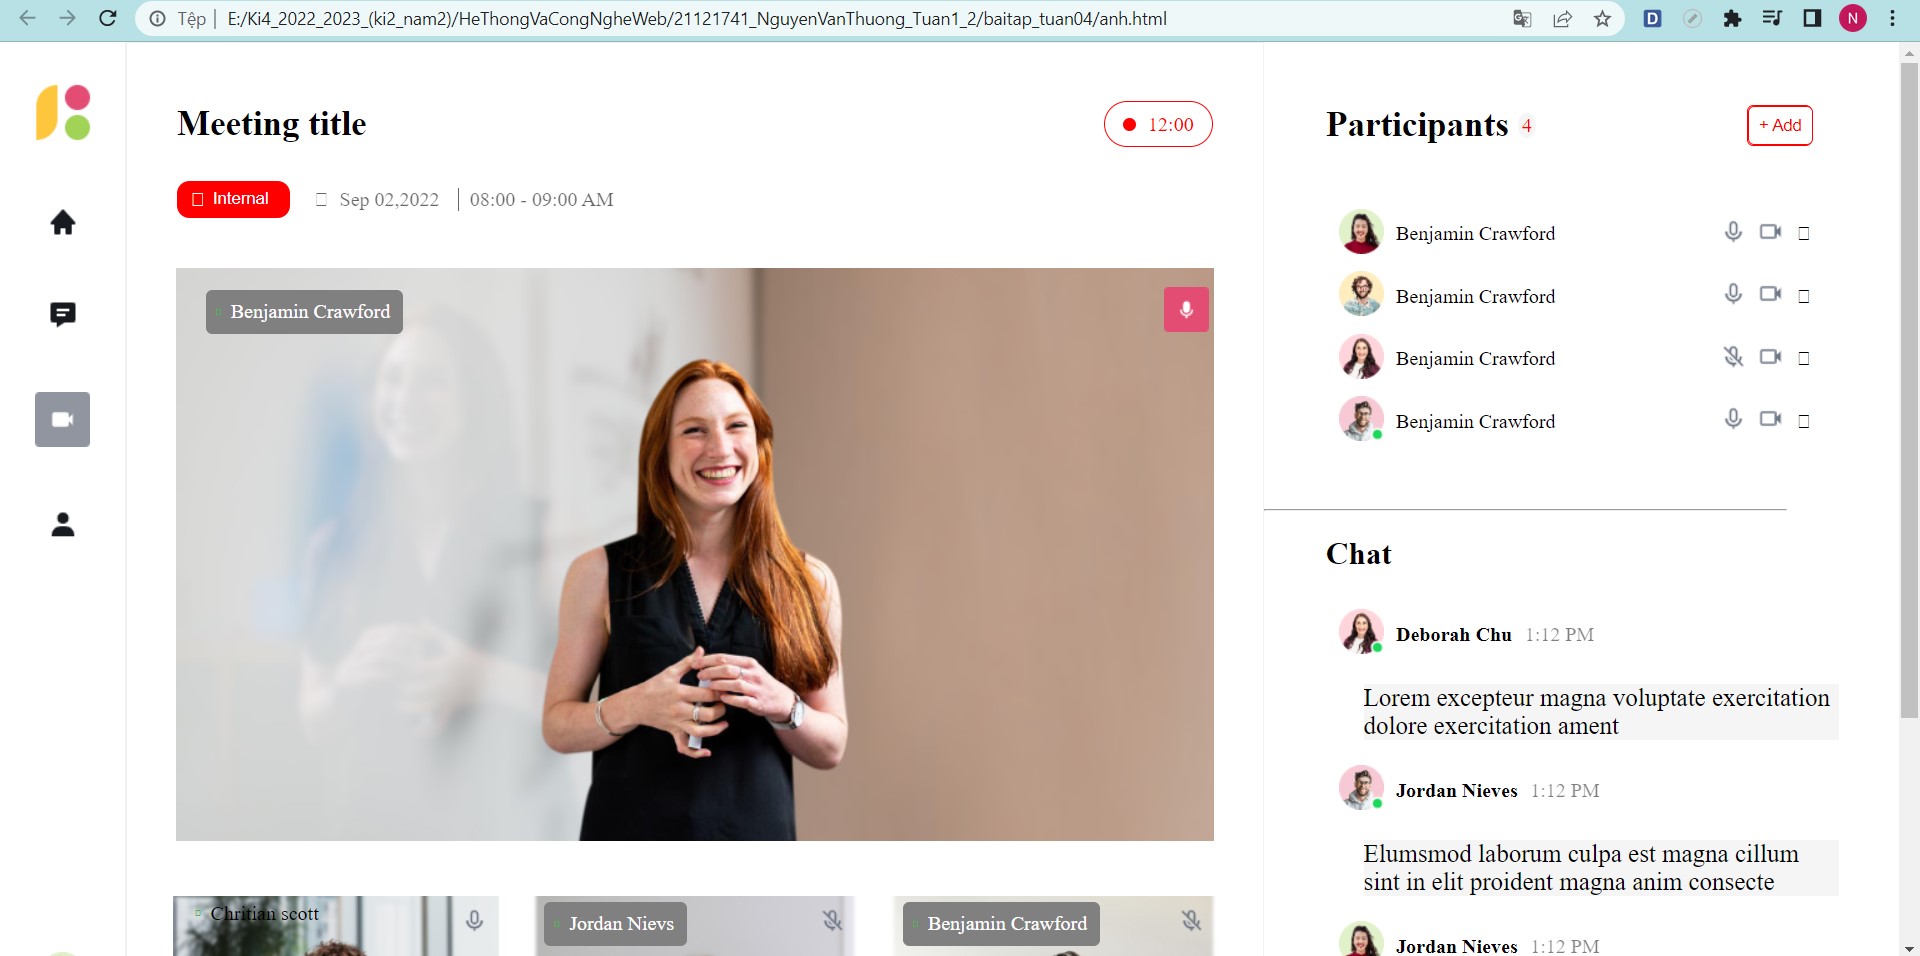 Tệp
E:/Ki4_2022_2023_(ki2_nam2)/HeThongVaCongNgheWeb/21121741_NguyenVanThuong_Tuan1_2/baitap_tuan04/anh.html
D
N
Meeting title
12:00
Internal
Sep 02,2022
08:00 - 09:00 AM
Benjamin Crawford
Chritian scott
Jordan Nievs
Benjamin Crawford
Participants 4
+ Add
Benjamin Crawford
Benjamin Crawford
Benjamin Crawford
Benjamin Crawford
Chat
Deborah Chu 1:12 PM
Lorem excepteur magna voluptate exercitation
dolore exercitation ament
Jordan Nieves 1:12 PM
Elumsmod laborum culpa est magna cillum
sint in elit proident magna anim consecte
Jordan Nieves 1:12 PM